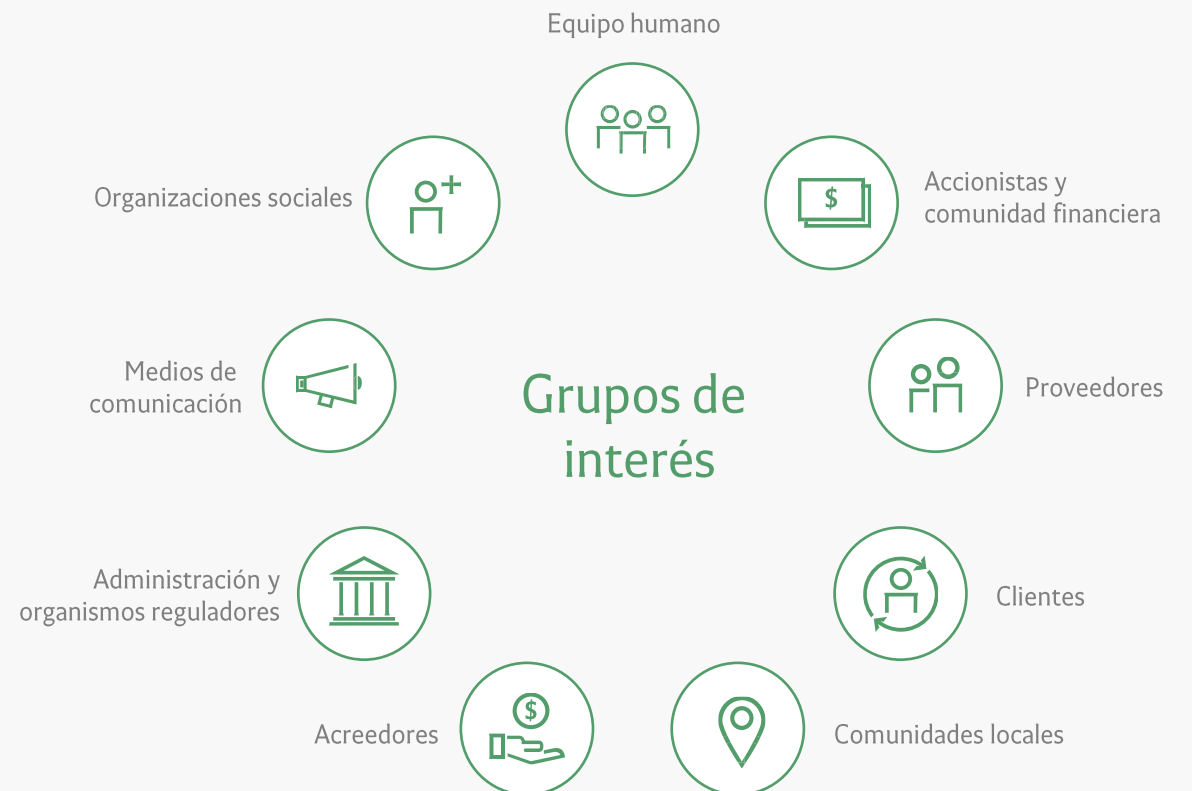 Equipo humano
Organizaciones sociales
Accionistas y
comunidad financiera
$
Medios de
comunicación
Grupos de
interés
Proveedores
Administración y
organismos reguladores
Clientes
$
Acreedores
Comunidades locales